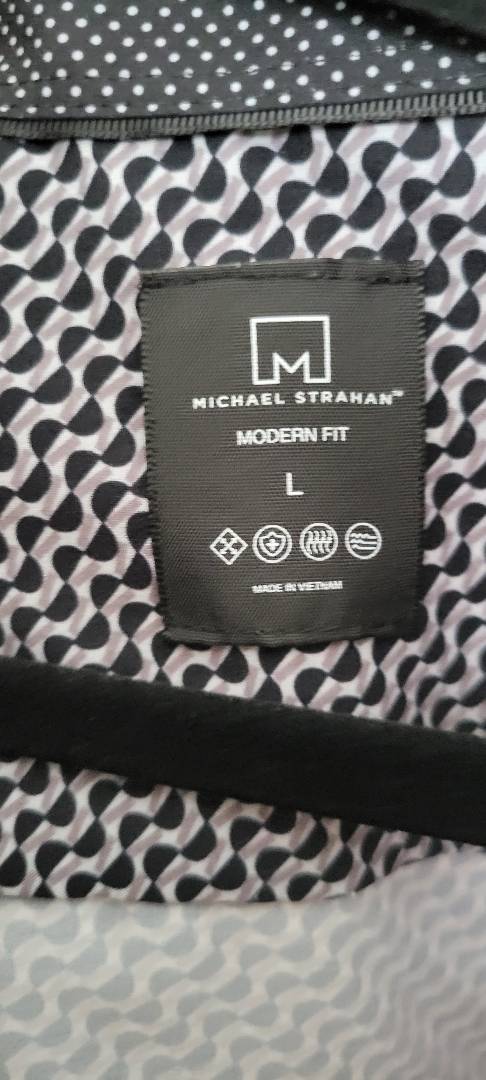 M
MICHAEL STRAHAN™
MODERN FIT
L
MADE IN VIETNAM